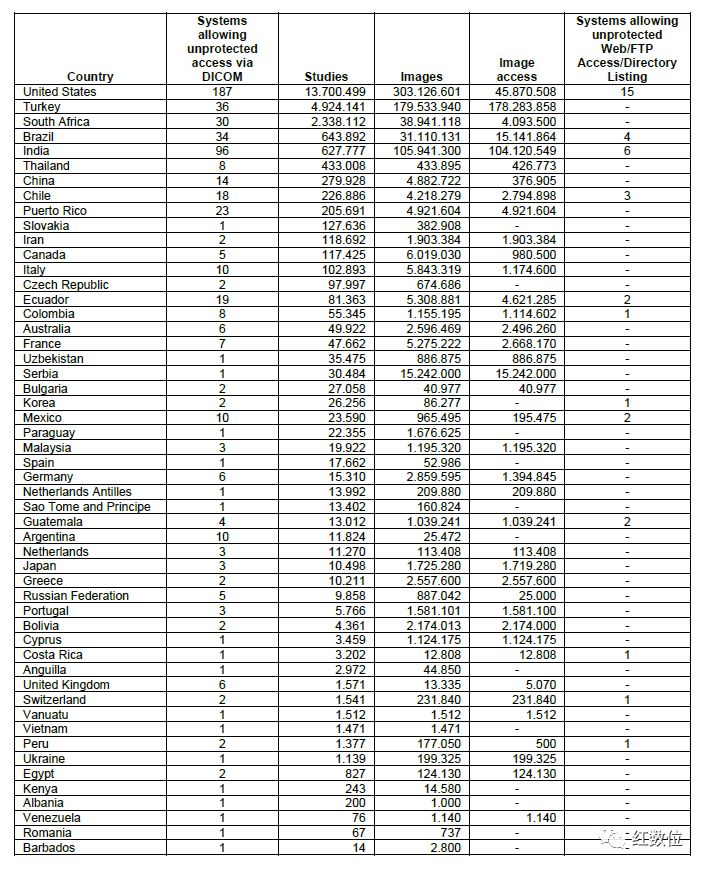 Country Systems allowing unprotected access via DICOM Studies Images Image access Systems allowing unprotected Web/FTP Access/Directory Listing
United States 187 13.700.499 303.126.601 45.870.508 15
Turkey 36 4.924.141 179.533.940 178.283.858 -
South Africa 30 2.338.112 38.941.118 4.093.500 -
Brazil 34 643.892 31.110.131 15.141.864 4
India 96 627.777 105.941.300 104.120.549 6
Thailand 8 433.008 433.895 426.773 -
China 14 279.928 4.882.722 376.905 -
Chile 18 226.886 4.218.279 2.794.898 3
Puerto Rico 23 205.691 4.921.604 4.921.604 -
Slovakia 1 127.636 382.908 - -
Iran 2 118.692 1.903.384 1.903.384 -
Canada 5 117.425 6.019.030 980.500 -
Italy 10 102.893 5.843.319 1.174.600 -
Czech Republic 2 97.997 674.686 - -
Ecuador 19 81.363 5.308.881 4.621.285 2
Colombia 8 55.345 1.155.195 1.114.602 1
Australia 6 49.922 2.596.469 2.496.260 -
France 7 47.662 5.275.222 2.668.170 -
Uzbekistan 1 35.475 886.875 886.875 -
Serbia 1 30.484 15.242.000 15.242.000 -
Bulgaria 2 27.058 40.977 40.977 -
Korea 2 26.256 86.277 - 1
Mexico 10 23.590 965.495 195.475 2
Paraguay 1 22.355 1.676.625 - -
Malaysia 3 19.922 1.195.320 1.195.320 -
Spain 1 17.662 52.986 - -
Germany 6 15.310 2.859.595 1.394.845 -
Netherlands Antilles 1 13.992 209.880 209.880 -
Sao Tome and Principe 1 13.402 160.824 - -
Guatemala 4 13.012 1.039.241 1.039.241 2
Argentina 10 11.824 25.472 - -
Netherlands 3 11.270 113.408 113.408 -
Japan 3 10.498 1.725.280 1.719.280 -
Greece 2 10.211 2.557.600 2.557.600 -
Russian Federation 5 9.858 887.042 25.000 -
Portugal 3 5.766 1.581.101 1.581.100 -
Bolivia 2 4.361 2.174.013 2.174.000 -
Cyprus 1 3.459 1.124.175 1.124.175 -
Costa Rica 1 3.202 12.808 12.808 1
Anguilla 1 2.972 44.850 - -
United Kingdom 6 1.571 13.335 5.070 -
Switzerland 2 1.541 231.840 231.840 1
Vanuatu 1 1.512 1.512 1.512 -
Vietnam 1 1.471 1.471 - -
Peru 2 1.377 177.050 500 1
Ukraine 1 1.139 199.325 199.325 -
Egypt 2 827 124.130 124.130 -
Kenya 1 243 14.580 - -
Albania 1 200 1.000 - -
Venezuela 1 76 1.140 1.140 -
Romania 1 67 737 - -
Barbados 1 14 2.800 - -
红数位